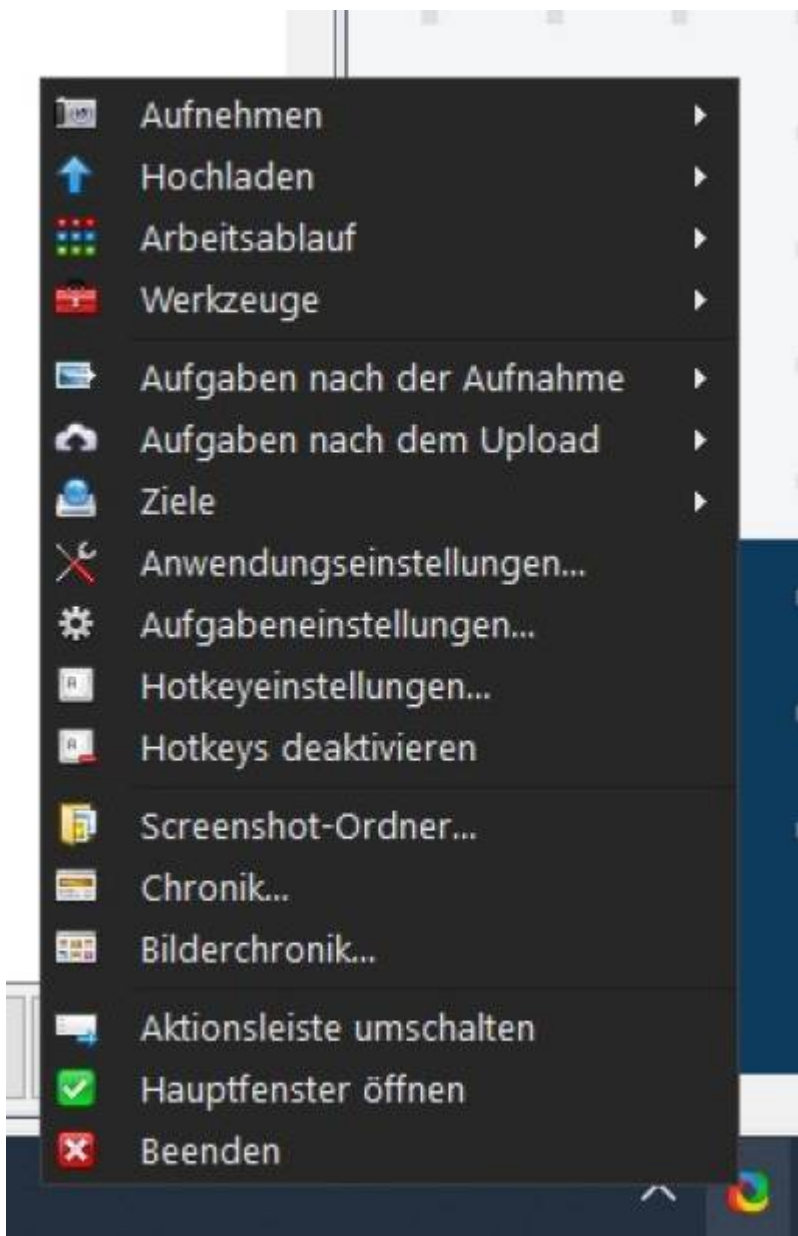 Aufnehmen
Hochladen
Arbeitsablauf
Werkzeuge
Aufgaben nach der Aufnahme
Aufgaben nach dem Upload
Ziele
Anwendungseinstellungen...
Aufgabeneinstellungen...
Hotkeyeinstellungen...
Hotkeys deaktivieren
Screenshot-Ordner...
Chronik...
Bilderchronik...
Aktionsleiste umschalten
Hauptfenster öffnen
Beenden